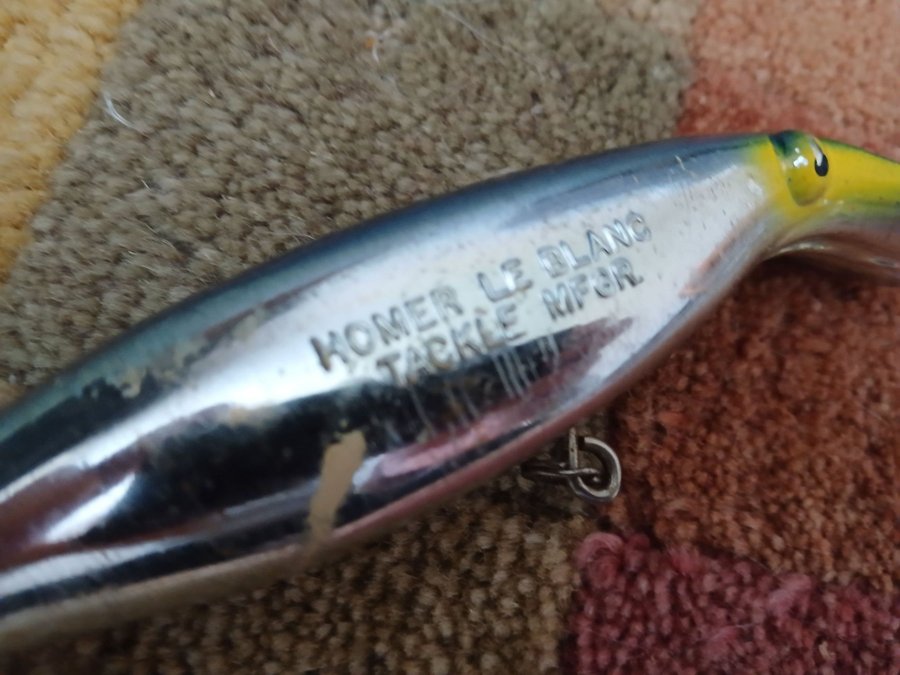 HOMER LE BLANC
TACKLE MFGR.